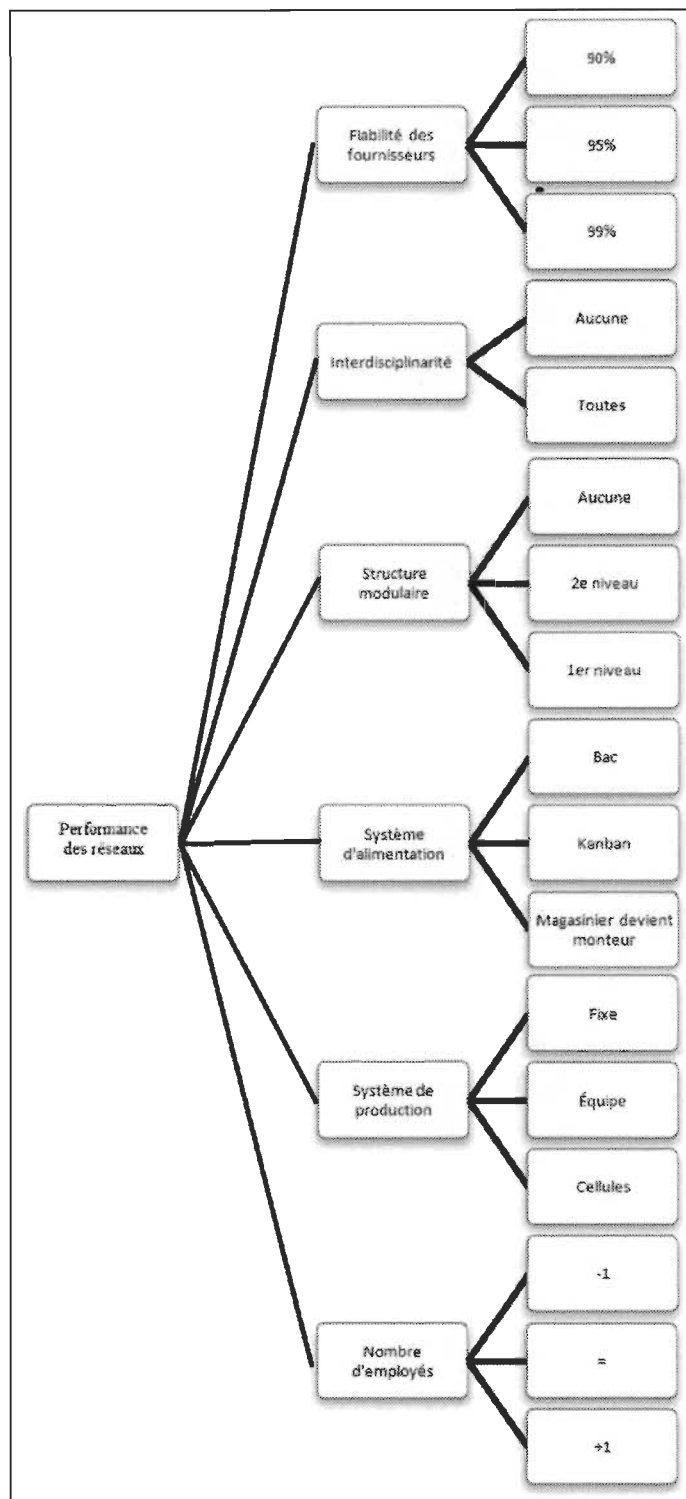 90%
Fiabilité des
fournisseurs
95%
99%
Aucune
Interdisciplinarité
Toutes
Aucune
Structure
modulaire
2e niveau
1er niveau
Bac
Performance
des réseaux
Système
d'alimentation
Kanban
Magasinier devient
monteur
Fixe
Système de
production
Équipe
Cellules
-1
Nombre
d'employés
=
+1